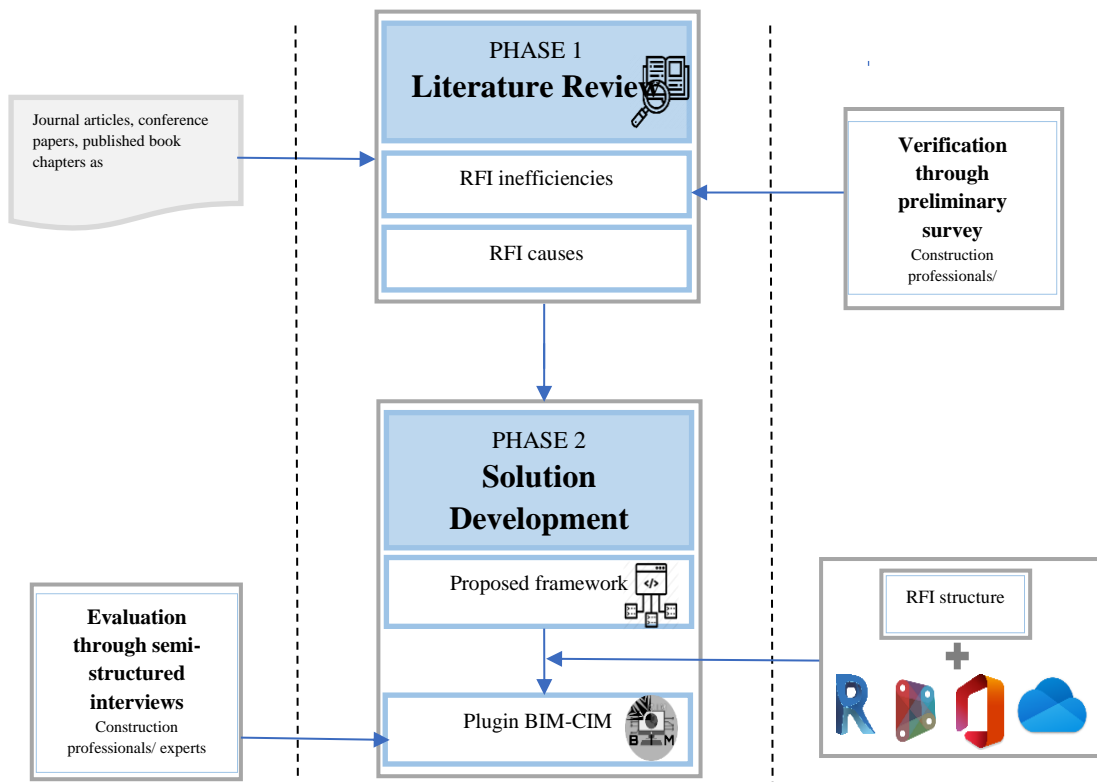 PHASE 1
Literature Review
Journal articles, conference
papers, published book
chapters as
RFI inefficiencies
RFI causes
Verification
through
preliminary
survey
Construction
professionals/
PHASE 2
Solution
Development
Proposed framework
RFI structure
Evaluation
through semi-
structured
interviews
Construction
professionals/ experts
Plugin BIM-CIM
B M